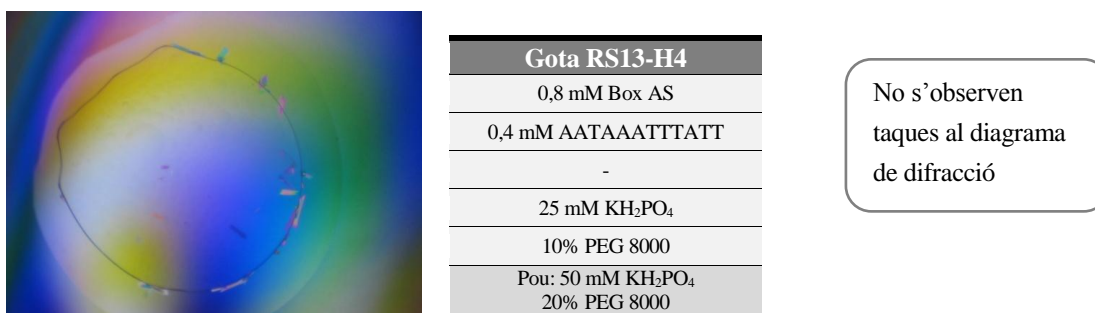 Gota RS13-H4
0,8 mM Box AS
0,4 mM AATAAATTTATT
-
25 mM KH₂PO₄
10% PEG 8000
Pou: 50 mM KH₂PO₄
20% PEG 8000
No s’observen
taques al diagrama
de difracció